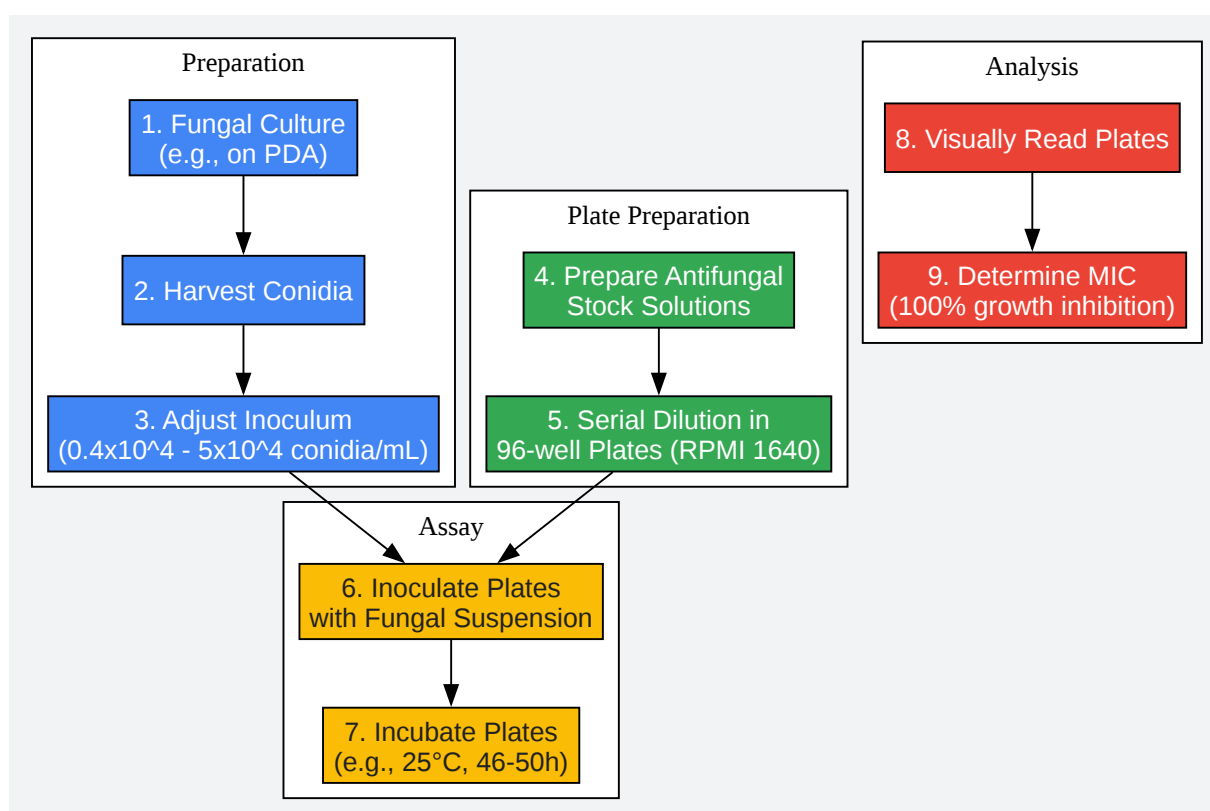 Preparation
1. Fungal Culture
(e.g., on PDA)
2. Harvest Conidia
3. Adjust Inoculum
(0.4x10^4 - 5x10^4 conidia/mL)
Plate Preparation
4. Prepare Antifungal
Stock Solutions
5. Serial Dilution in
96-well Plates (RPMI 1640)
Assay
6. Inoculate Plates
with Fungal Suspension
7. Incubate Plates
(e.g., 25°C, 46-50h)
Analysis
8. Visually Read Plates
9. Determine MIC
(100% growth inhibition)